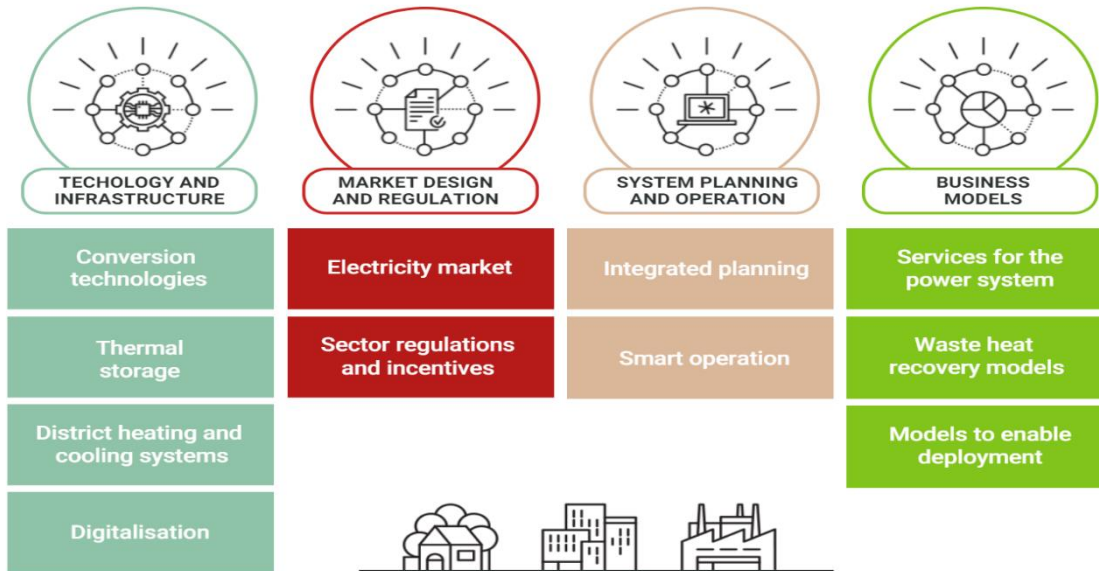 TECHOLOGY AND
INFRASTRUCTURE
MARKET DESIGN
AND REGULATION
SYSTEM PLANNING
AND OPERATION
BUSINESS
MODELS
Conversion
technologies
Thermal
storage
District heating and
cooling systems
Digitalisation
Electricity market
Sector regulations
and incentives
Integrated planning
Smart operation
Services for the
power system
Waste heat
recovery models
Models to enable
deployment